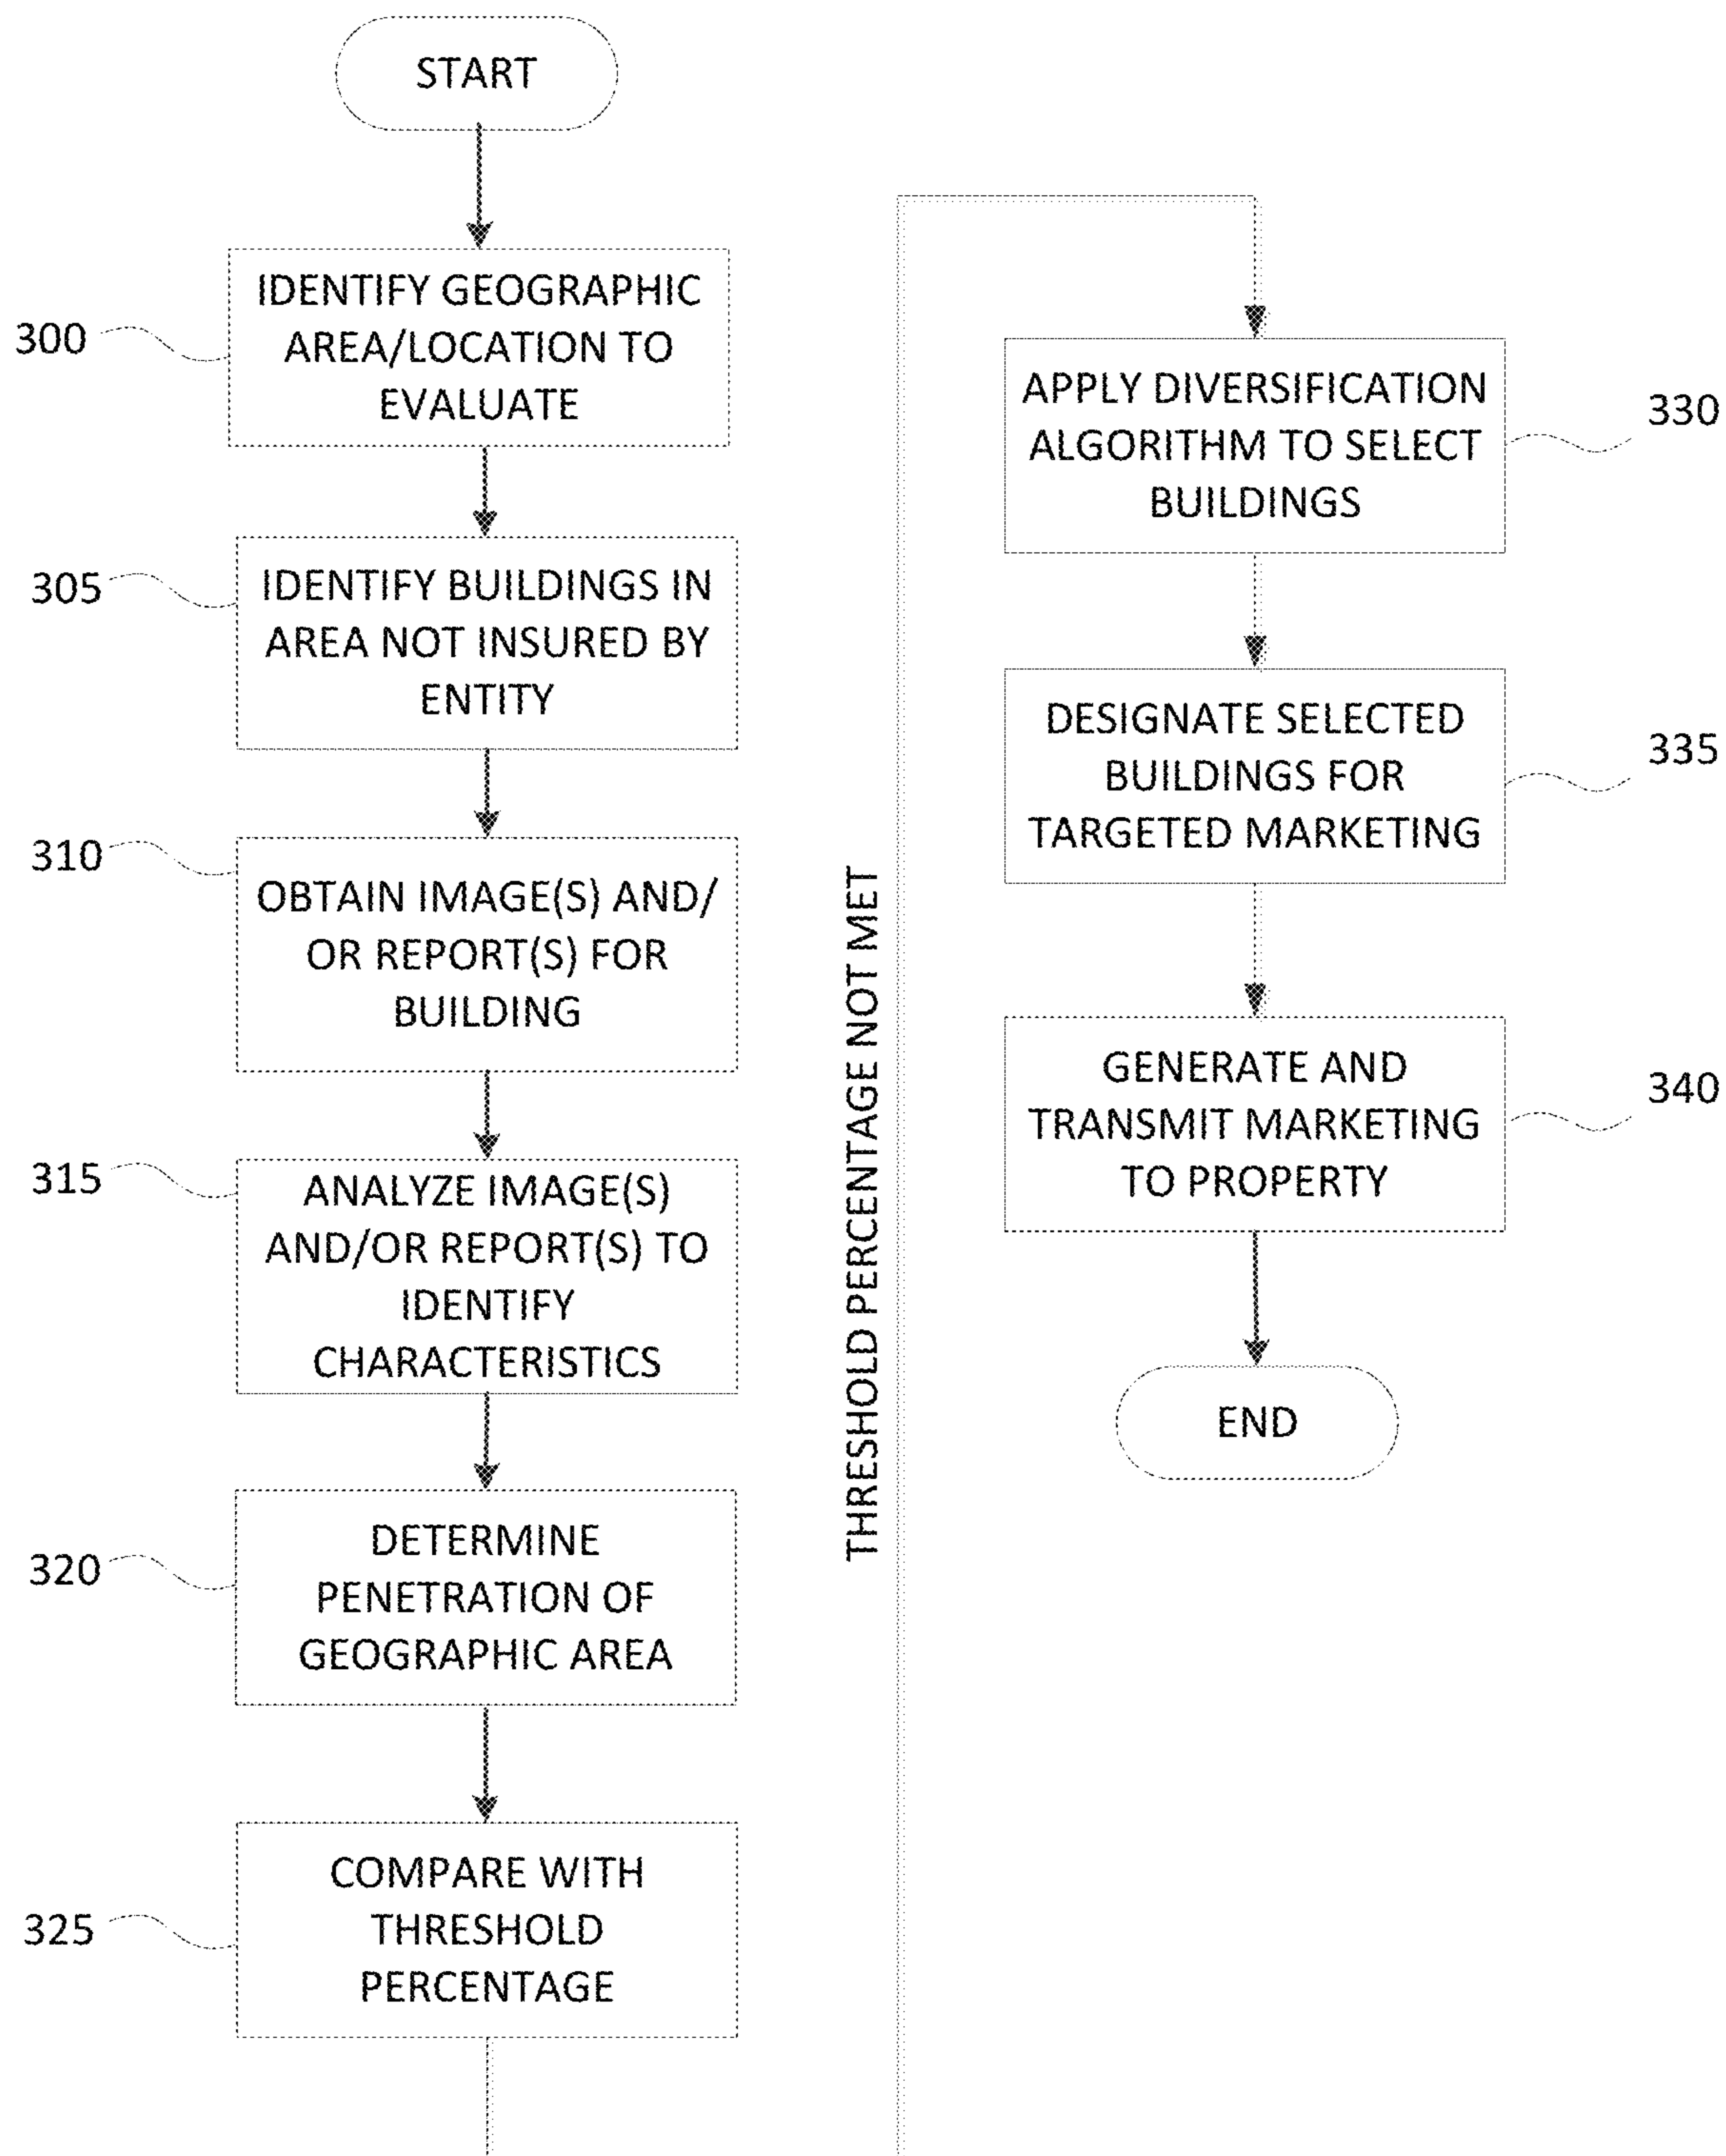 START
300
IDENTIFY GEOGRAPHIC
AREA/LOCATION TO
EVALUATE
305
IDENTIFY BUILDINGS IN
AREA NOT INSURED BY
ENTITY
310
OBTAIN IMAGE(S) AND/
OR REPORT(S) FOR
BUILDING
315
ANALYZE IMAGE(S)
AND/OR REPORT(S) TO
IDENTIFY
CHARACTERISTICS
320
DETERMINE
PENETRATION OF
GEOGRAPHIC AREA
325
COMPARE WITH
THRESHOLD
PERCENTAGE
THRESHOLD PERCENTAGE NOT MET
APPLY DIVERSIFICATION
ALGORITHM TO SELECT
BUILDINGS
330
DESIGNATE SELECTED
BUILDINGS FOR
TARGETED MARKETING
335
GENERATE AND
TRANSMIT MARKETING
TO PROPERTY
340
END